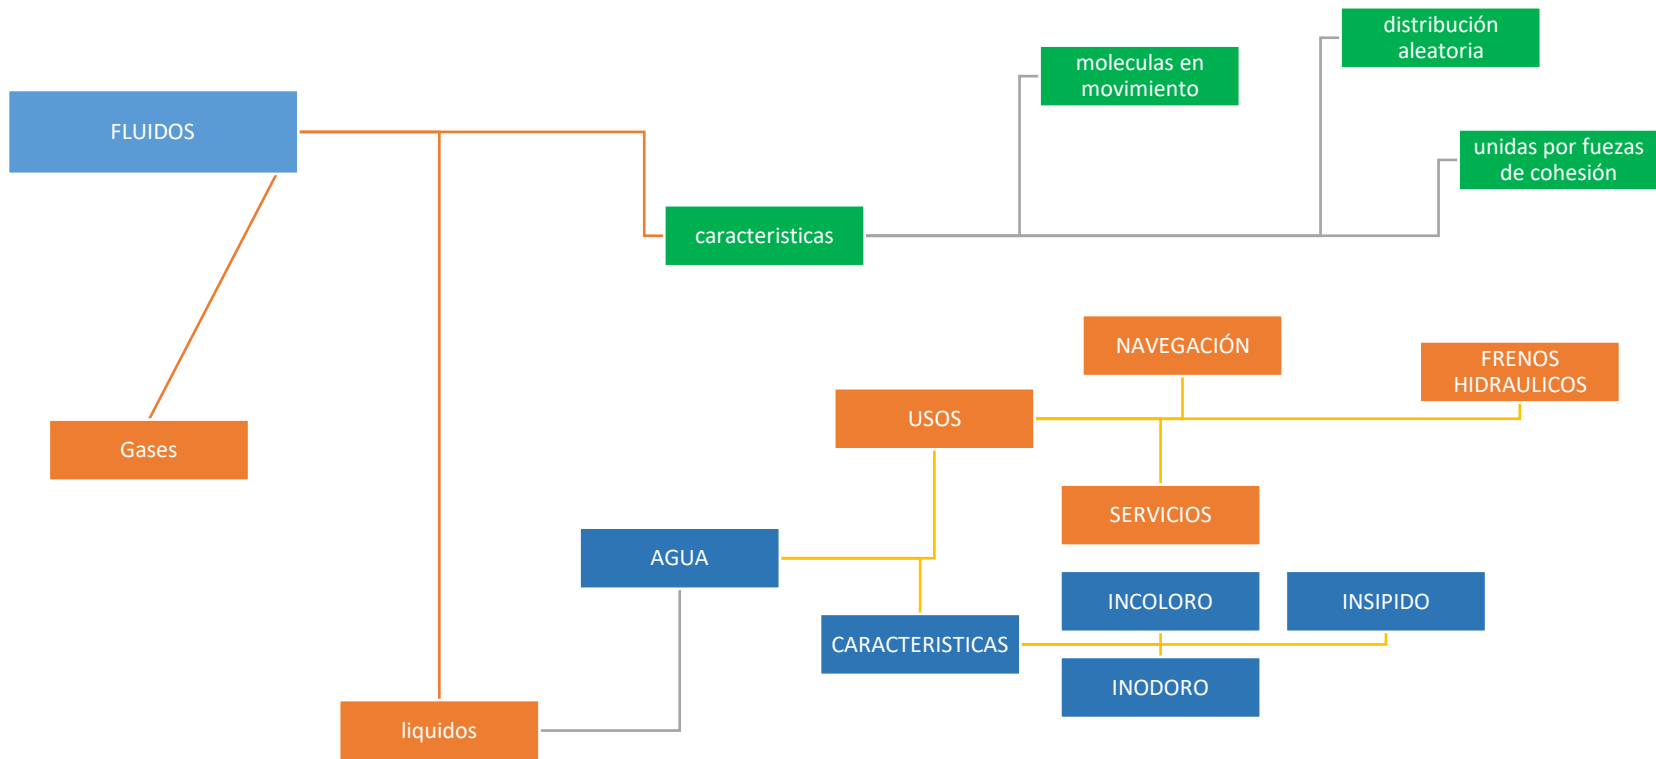 distribución
aleatoria
moleculas en
movimiento
FLUIDOS
unidas por fuezas
de cohesión
caracteristicas
NAVEGACIÓN
FRENOS
HIDRAULICOS
USOS
Gases
SERVICIOS
AGUA
INCOLORO
INSIPIDO
CARACTERISTICAS
INODORO
liquidos